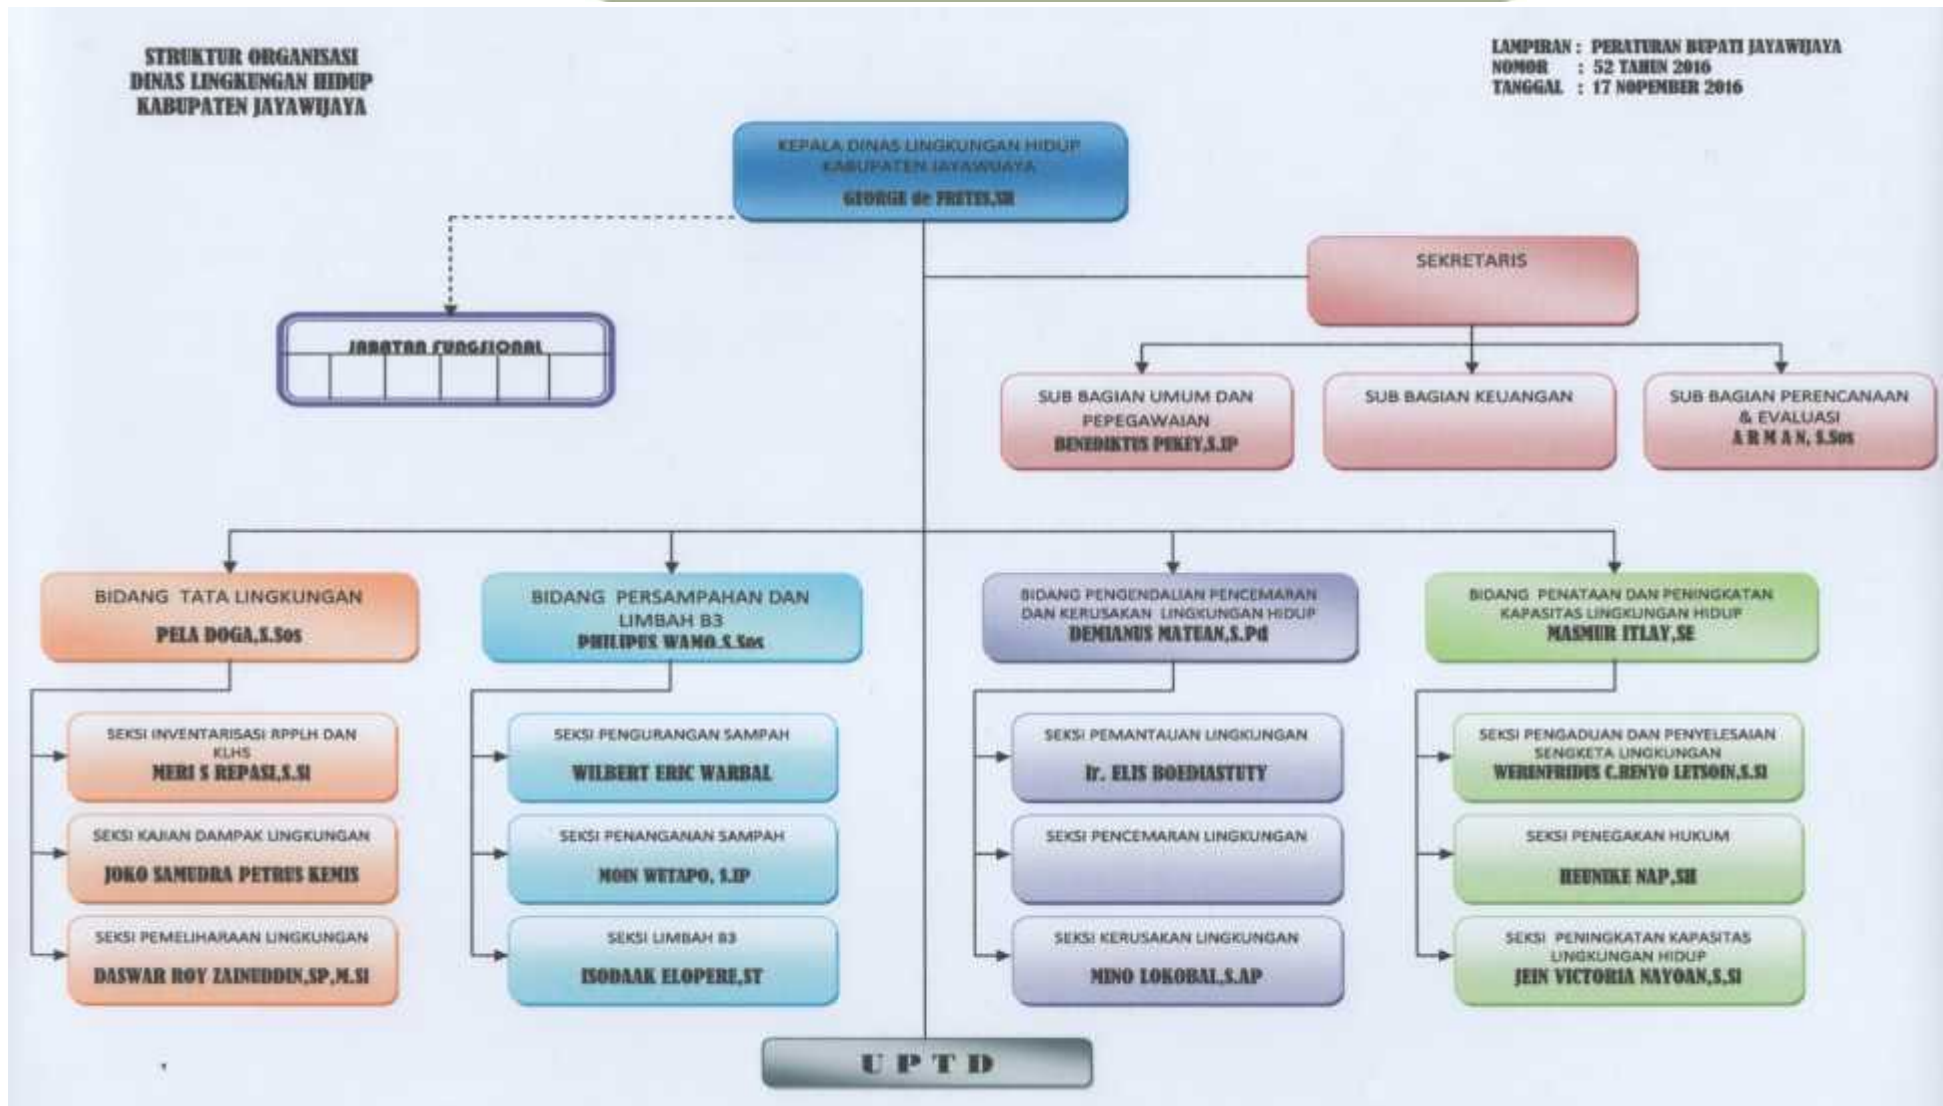 STRUKTUR ORGANISASI
DINAS LINGKUNGAN HIDUP
KABUPATEN JAYAWIJAYA
LAMPIRAN : PERATURAN BUPATI JAYAWIJAYA
NOMOR : 52 TAHUN 2016
TANGGAL : 17 NOPEMBER 2016
KEPALA DINAS LINGKUNGAN HIDUP
KABUPATEN JAYAWIJAYA
GEORGE de FRETES,SH
SEKRETARIS
JABATAN FUNGSIONAL
SUB BAGIAN UMUM DAN
PEPEGAWAIAN
BENEDIKTUS PEKEY,S.IP
SUB BAGIAN KEUANGAN
SUB BAGIAN PERENCANAAN
& EVALUASI
A R M A N, S.Sos
BIDANG TATA LINGKUNGAN
PELA DOGA,S.Sos
BIDANG PERSAMPAHAN DAN
LIMBAH B3
PHILIPUS WAMO.S.Sos
BIDANG PENGENDALIAN PENCEMARAN
DAN KERUSAKAN LINGKUNGAN HIDUP
DEMIANUS MATUAN,S.Pd
BIDANG PENATAAN DAN PENINGKATAN
KAPASITAS LINGKUNGAN HIDUP
MASMUR ITLAY,SE
SEKSI INVENTARISASI RPPLH DAN
KLHS
MERI S REPASI,S.SI
SEKSI KAJIAN DAMPAK LINGKUNGAN
JOKO SAMUDRA PETRUS KEMIS
SEKSI PEMELIHARAAN LINGKUNGAN
DASWAR ROY ZAINUDDIN,SP,M.SI
SEKSI PENGURANGAN SAMPAH
WILBERT ERIC WARBAL
SEKSI PENANGANAN SAMPAH
MOIN WETAPO, S.IP
SEKSI LIMBAH B3
ISODAAK ELOPERE,ST
SEKSI PEMANTAUAN LINGKUNGAN
Ir. ELIS BOEDIASTUTY
SEKSI PENCEMARAN LINGKUNGAN
SEKSI KERUSAKAN LINGKUNGAN
MINO LOKOBAL,S.AP
SEKSI PENGADUAN DAN PENYELESAIAN
SENGKETA LINGKUNGAN
WERENFRIDUS C.RENYO LETSOIN,S.SI
SEKSI PENEGAKAN HUKUM
HEUNIKE NAP,SH
SEKSI PENINGKATAN KAPASITAS
LINGKUNGAN HIDUP
JEIN VICTORIA NAYOAN,S,SI
U P T D